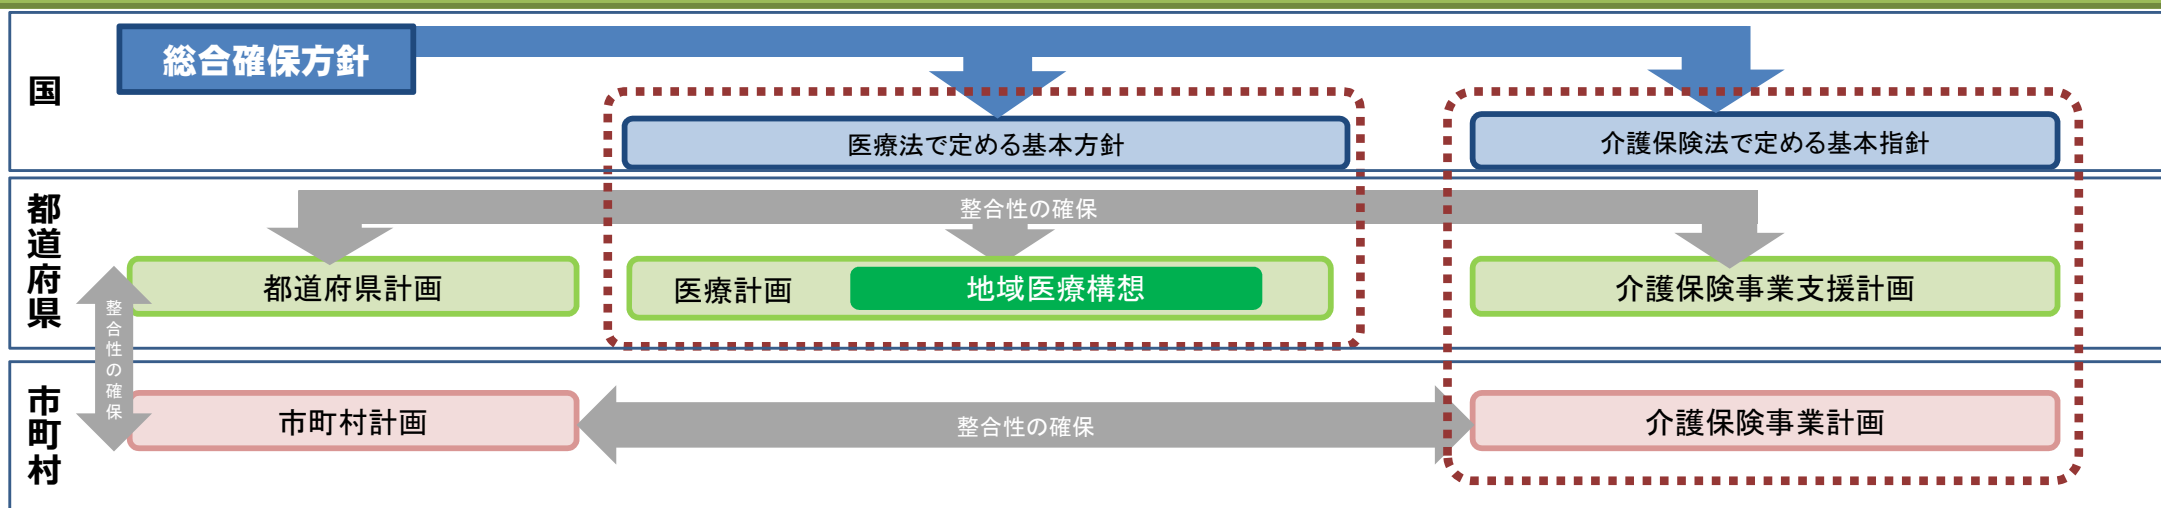 国
総合確保方針
医療法で定める基本方針
介護保険法で定める基本指針
都道府県
整合性の確保
都道府県計画
医療計画
地域医療構想
介護保険事業支援計画
整合性の確保
市町村
市町村計画
整合性の確保
介護保険事業計画